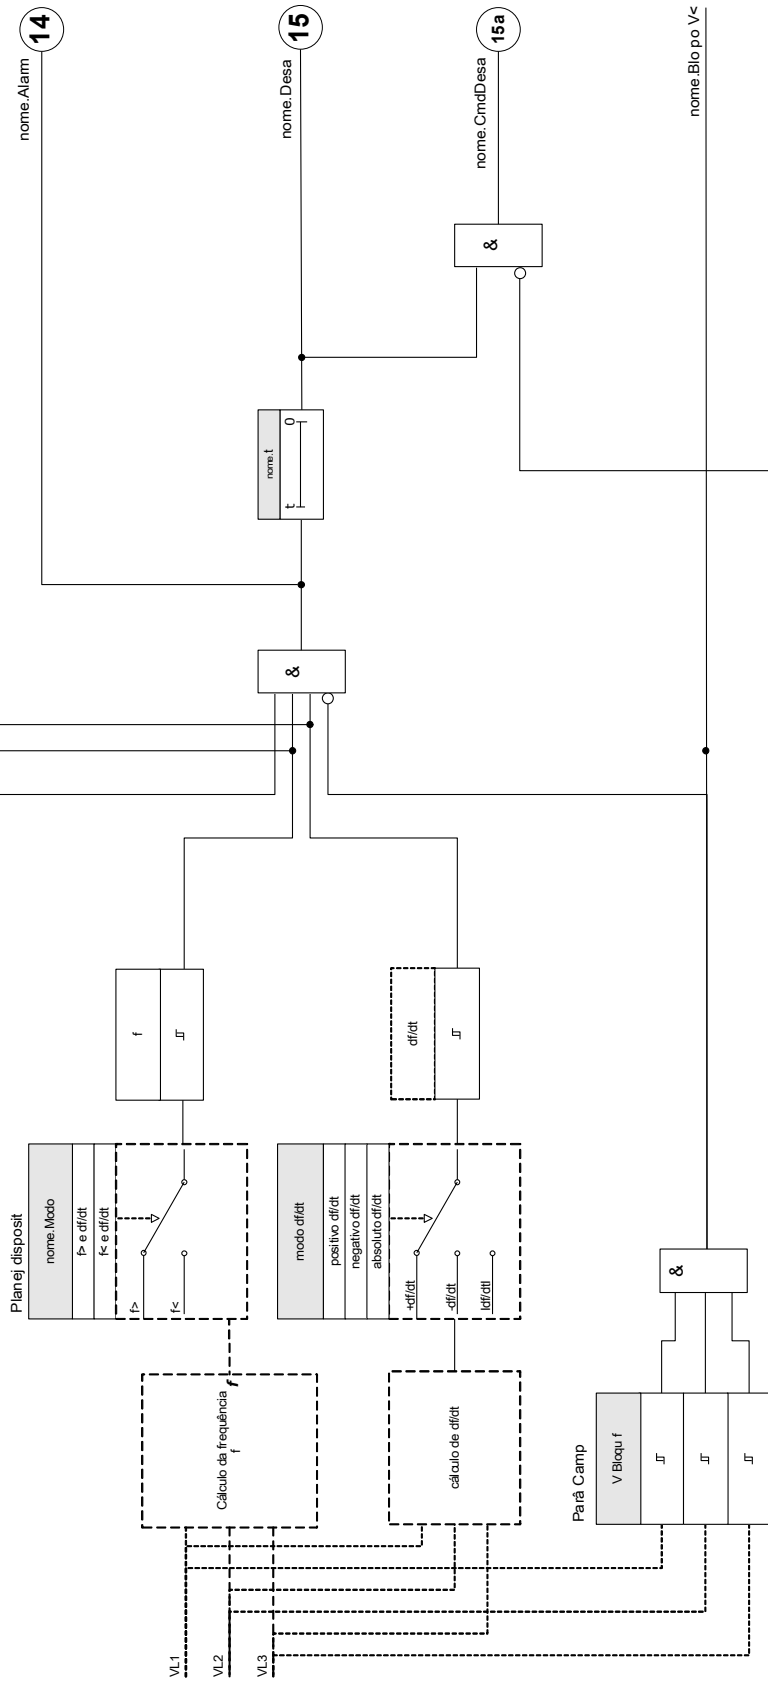 14
nome.Alarm
15
nome.Desa
15a
nome.CmdDesa
nome.Blo po V<
&
nome.t
t
0
&
f
df/dt
Planej disposit
nome.Modo
f> e df/dt
f< e df/dt
f>
f<
modo df/dt
positivo df/dt
negativo df/dt
absoluto df/dt
+df/dt
-df/dt
|df/dt|
Cálculo da frequência
f
f
cálculo de df/dt
&
Parâ Camp
V Bloqu f
VL1
VL2
VL3